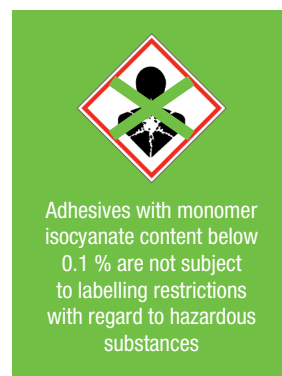 Adhesives with monomer
isocyanate content below
0.1 % are not subject
to labelling restrictions
with regard to hazardous
substances